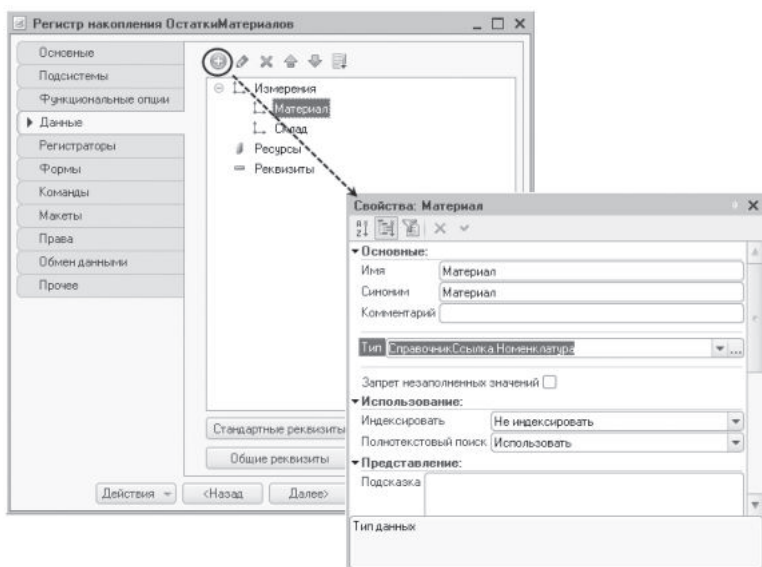 Регистр накопления ОстаткиМатериалов
Основные
Подсистемы
Функциональные опции
Данные
Регистраторы
Формы
Команды
Макеты
Права
Обмен данными
Прочее
Измерения
Материал
Склад
Ресурсы
Реквизиты
Стандартные реквизиты
Общие реквизиты
Действия
<Назад
Далее>
Свойства: Материал
Основные:
Имя Материал
Синоним Материал
Комментарий
Тип СправочникСсылка.Номенклатура
Запрет незаполненных значений
Использование:
Индексировать Не индексировать
Полнотекстовый поиск Использовать
Представление:
Подсказка
Тип данных